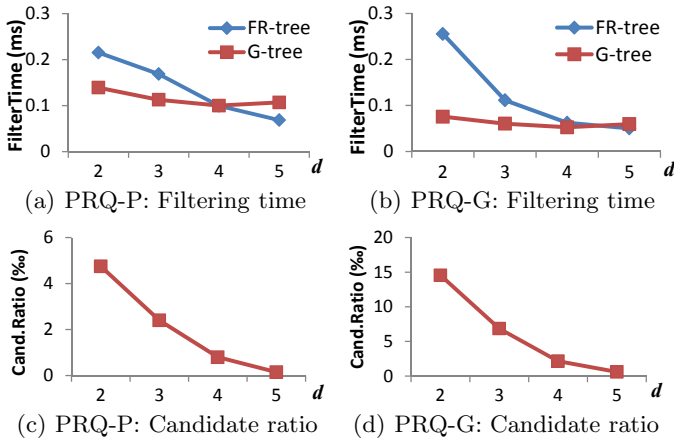 FilterTime (ms)
0.3
0.2
0.1
0
FR-tree
G-tree
2 3 4 5 d
(a) PRQ-P: Filtering time
FilterTime (ms)
0.3
0.2
0.1
0
FR-tree
G-tree
2 3 4 5 d
(b) PRQ-G: Filtering time
Cand.Ratio (‰)
6
4
2
0
2 3 4 5 d
(c) PRQ-P: Candidate ratio
Cand.Ratio (‰)
20
15
10
5
0
2 3 4 5 d
(d) PRQ-G: Candidate ratio